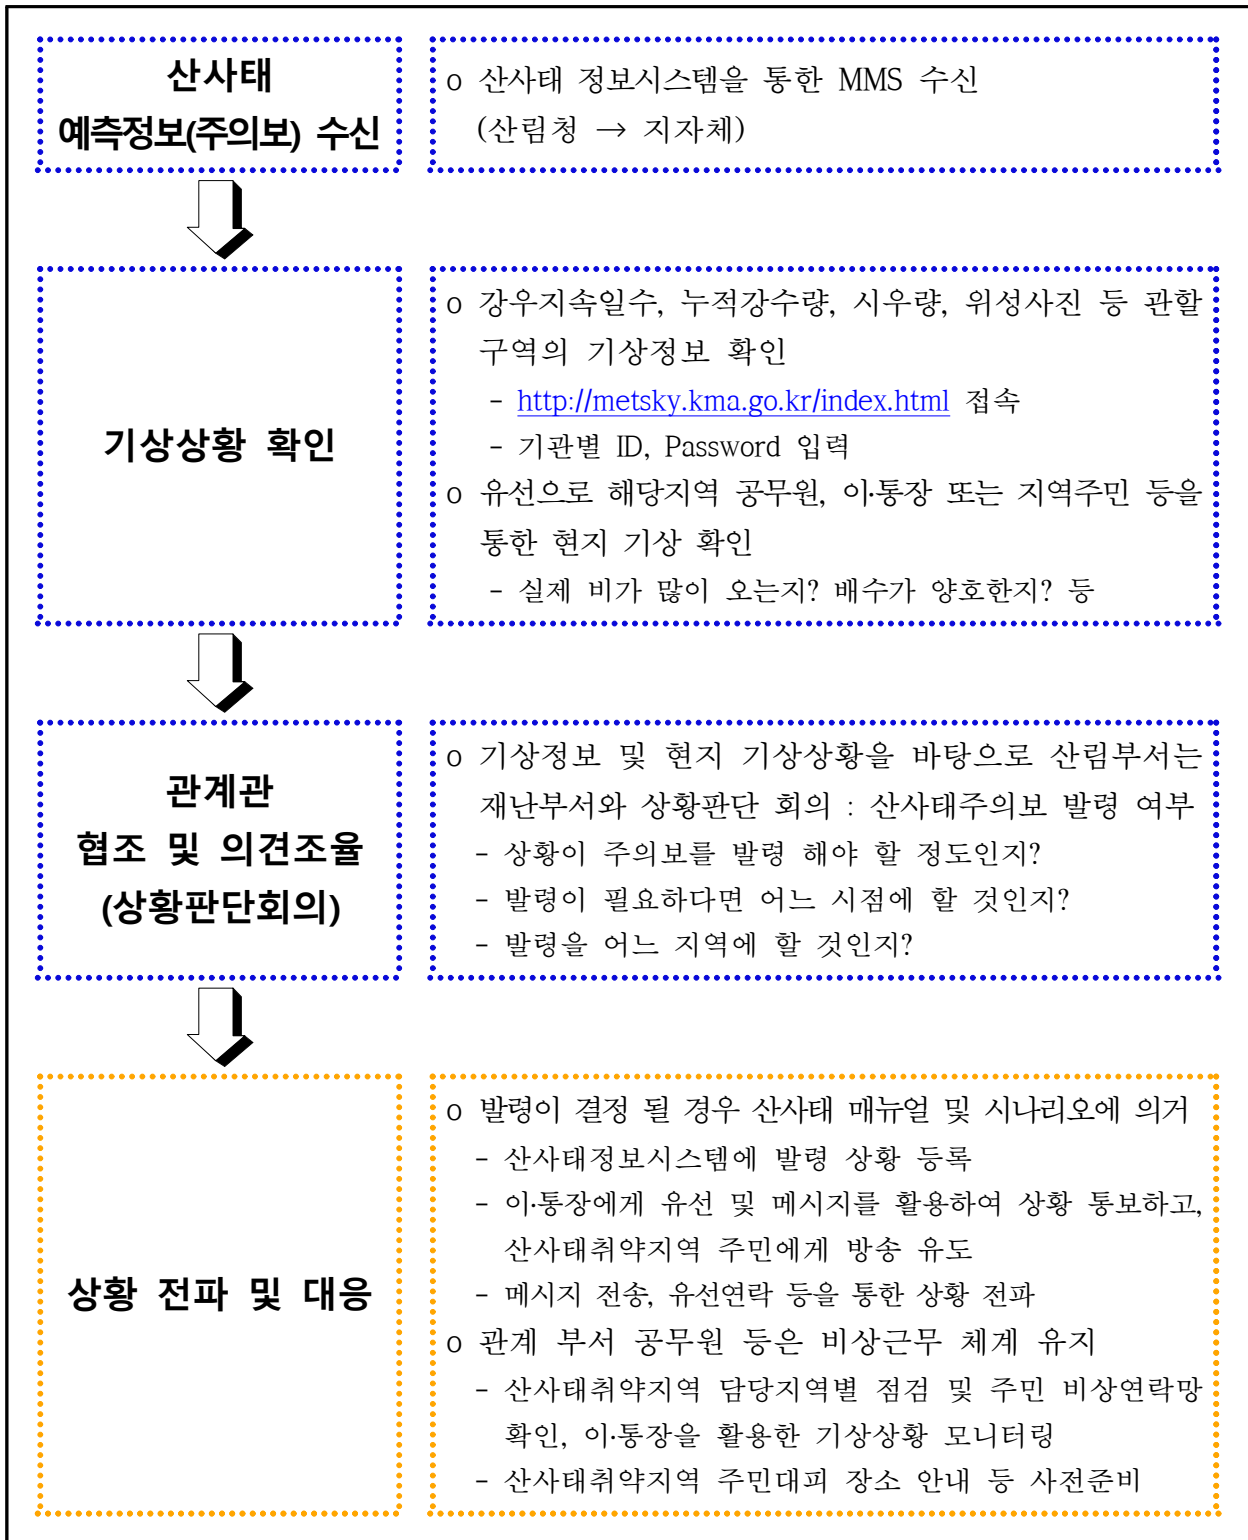 산사태
예측정보(주의보) 수신
o 산사태 정보시스템을 통한 MMS 수신
(산림청 → 지자체)
기상상황 확인
o 강우지속일수, 누적강수량, 시우량, 위성사진 등 관할
구역의 기상정보 확인
- http://metsky.kma.go.kr/index.html 접속
- 기관별 ID, Password 입력
o 유선으로 해당지역 공무원, 이·통장 또는 지역주민 등을
통한 현지 기상 확인
- 실제 비가 많이 오는지? 배수가 양호한지? 등
관계관
협조 및 의견조율
(상황판단회의)
o 기상정보 및 현지 기상상황을 바탕으로 산림부서는
재난부서와 상황판단 회의 : 산사태주의보 발령 여부
- 상황이 주의보를 발령 해야 할 정도인지?
- 발령이 필요하다면 어느 시점에 할 것인지?
- 발령을 어느 지역에 할 것인지?
상황 전파 및 대응
o 발령이 결정 될 경우 산사태 매뉴얼 및 시나리오에 의거
- 산사태정보시스템에 발령 상황 등록
- 이·통장에게 유선 및 메시지를 활용하여 상황 통보하고,
산사태취약지역 주민에게 방송 유도
- 메시지 전송, 유선연락 등을 통한 상황 전파
o 관계 부서 공무원 등은 비상근무 체계 유지
- 산사태취약지역 담당지역별 점검 및 주민 비상연락망
확인, 이·통장을 활용한 기상상황 모니터링
- 산사태취약지역 주민대피 장소 안내 등 사전준비